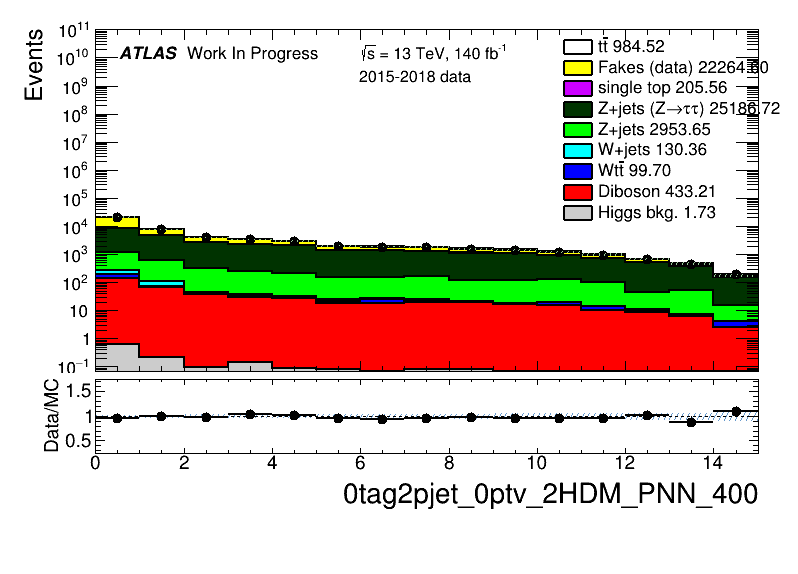 Events
10¹¹
10¹⁰
10⁹
10⁸
10⁷
10⁶
10⁵
10⁴
10³
10²
10
1
10⁻¹
ATLAS Work In Progress
√s = 13 TeV, 140 fb⁻¹
2015-2018 data
tt̄ 984.52
Fakes (data) 22264.60
single top 205.56
Z+jets (Z→ττ) 25186.72
Z+jets 2953.65
W+jets 130.36
Wtt̄ 99.70
Diboson 433.21
Higgs bkg. 1.73
Data/MC
1.5
1
0.5
0 2 4 6 8 10 12 14
0tag2pjet_0ptv_2HDM_PNN_400